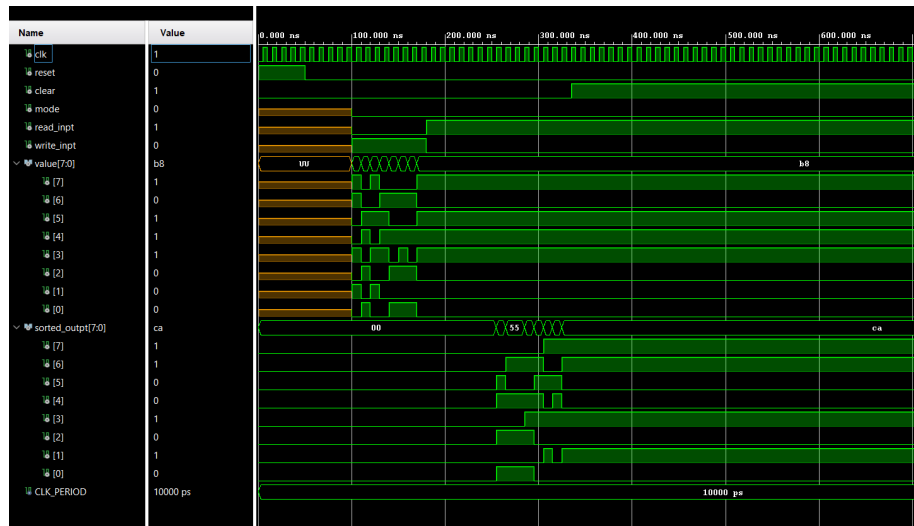 Name Value
0.000 ns 100.000 ns 200.000 ns 300.000 ns 400.000 ns 500.000 ns 600.000 ns
clk 1
reset 0
clear 1
mode 0
read_inpt 1
write_inpt 0
value[7:0] b8 UU b8
[7] 1
[6] 0
[5] 1
[4] 1
[3] 1
[2] 0
[1] 0
[0] 0
sorted_outpt[7:0] ca 00 55 ca
[7] 1
[6] 1
[5] 0
[4] 0
[3] 1
[2] 0
[1] 1
[0] 0
CLK_PERIOD 10000 ps 10000 ps